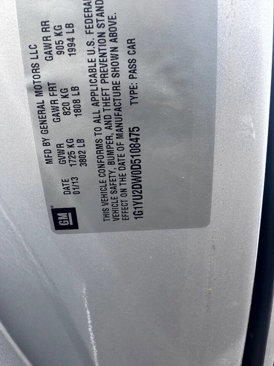 MFD BY GENERAL MOTORS LLC
DATE GVWR GAWR FRT GAWR RR
01/13 1725 KG 820 KG 905 KG
3802 LB 1808 LB 1994 LB
THIS VEHICLE CONFORMS TO ALL APPLICABLE U.S. FEDERAL
VEHICLE SAFETY, BUMPER, AND THEFT PREVENTION STAND
EFFECT ON THE DATE OF MANUFACTURE SHOWN ABOVE.
1G1YU2DW0D5108475 TYPE: PASS CAR
GM